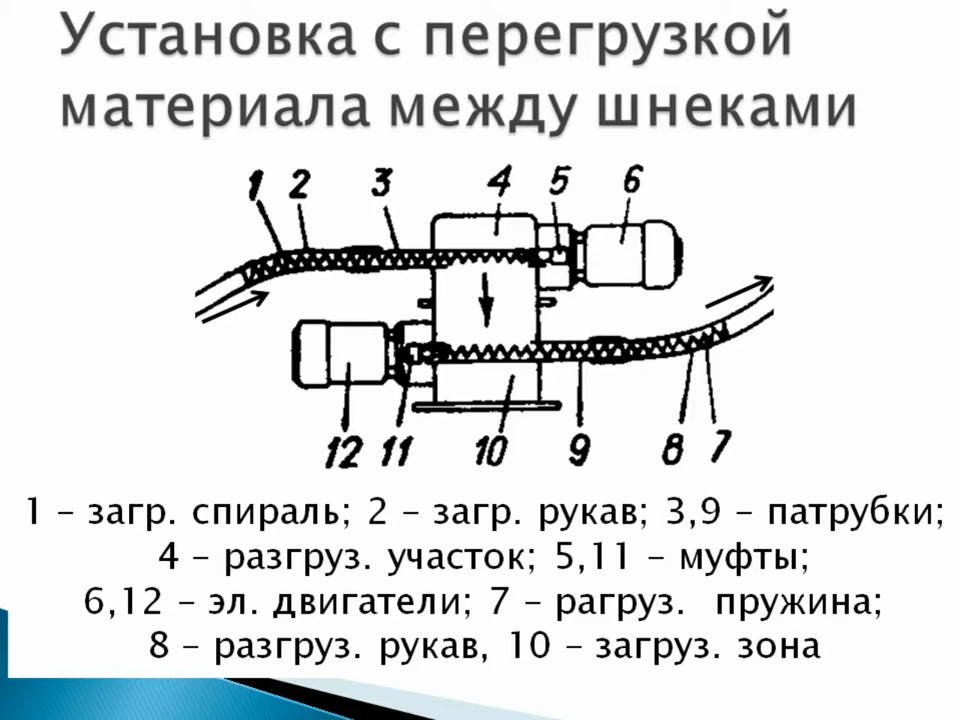 Установка с перегрузкой
материала между шнеками
1 2 3 4 5 6
12 11 10 9 8 7
1 – загр. спираль; 2 – загр. рукав; 3,9 – патрубки;
4 – разгруз. участок; 5,11 – муфты;
6,12 – эл. двигатели; 7 – рагруз. пружина;
8 – разгруз. рукав, 10 – загруз. зона